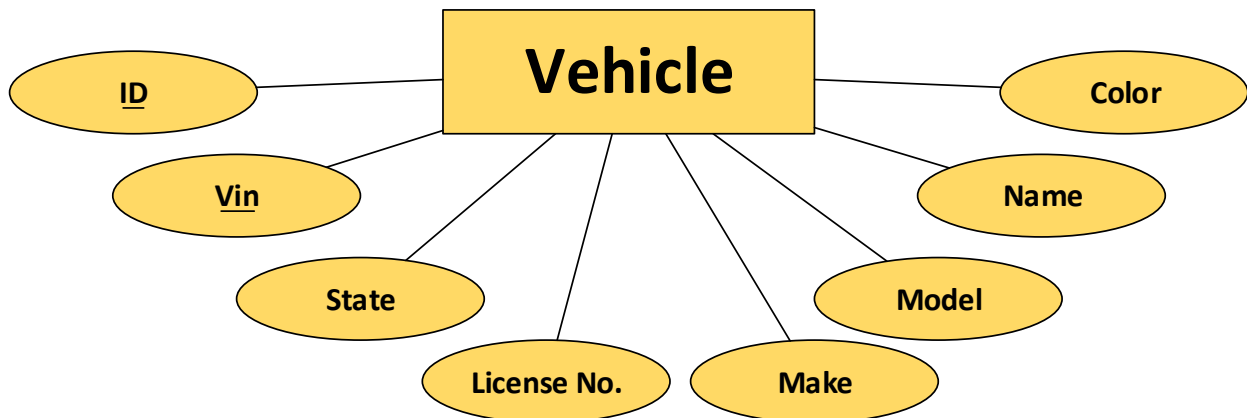 Vehicle
ID
Color
Vin
Name
State
Model
License No.
Make